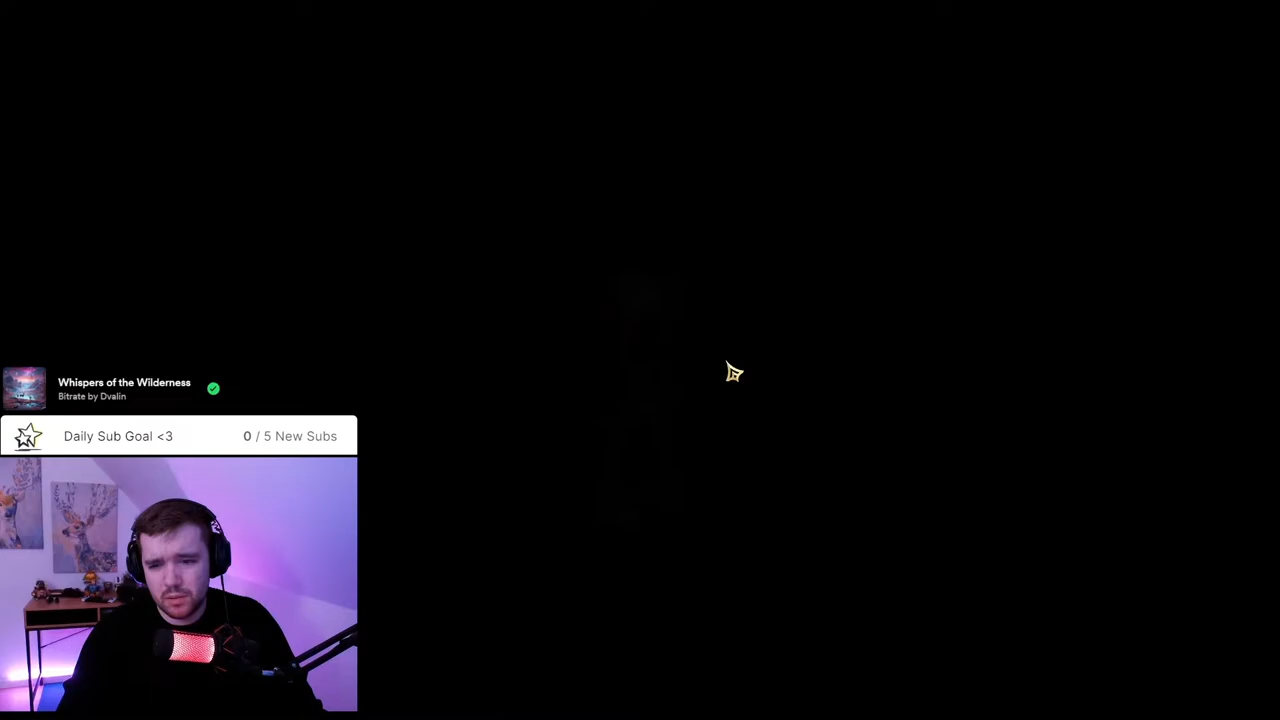 Whispers of the Wilderness
Bitrate by Dvalin
Daily Sub Goal <3
0 / 5 New Subs